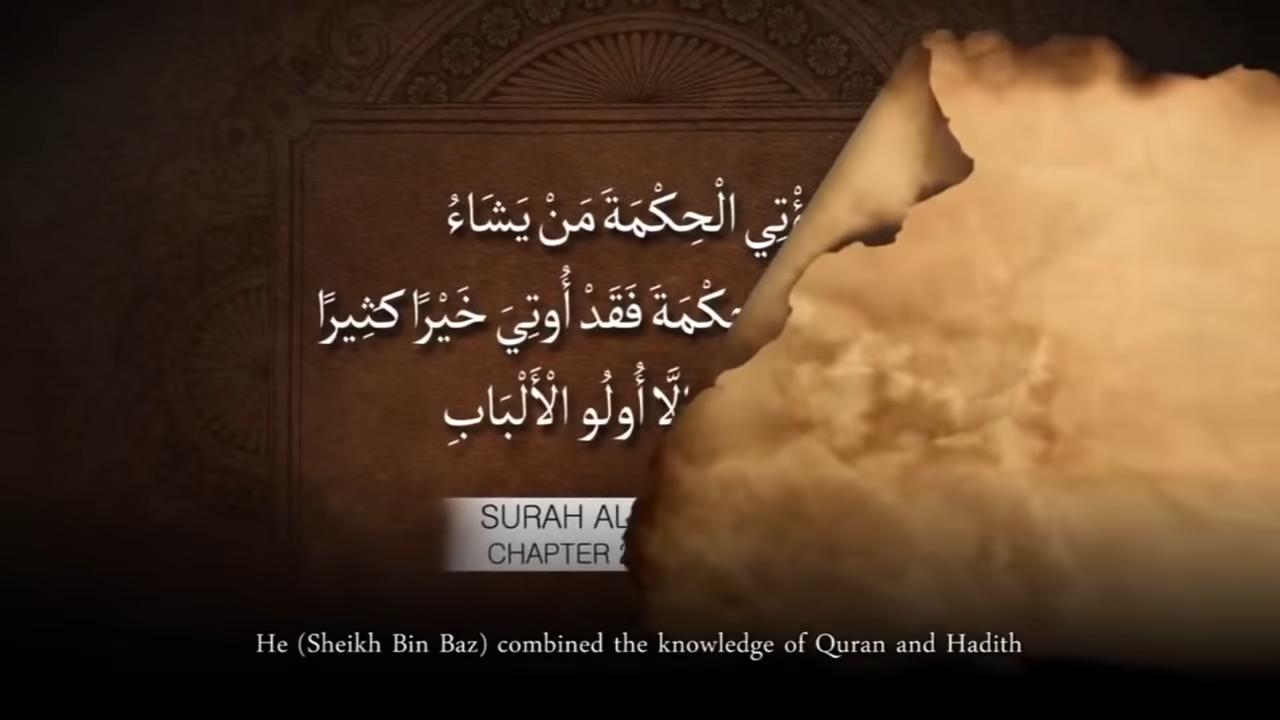 الْحِكْمَةَ مَنْ يَشَاءُ
فَقَدْ أُوتِيَ خَيْرًا كَثِيرًا
أُولُو الْأَلْبَابِ
SURAH
CHAPTER
He (Sheikh Bin Baz) combined the knowledge of Quran and Hadith